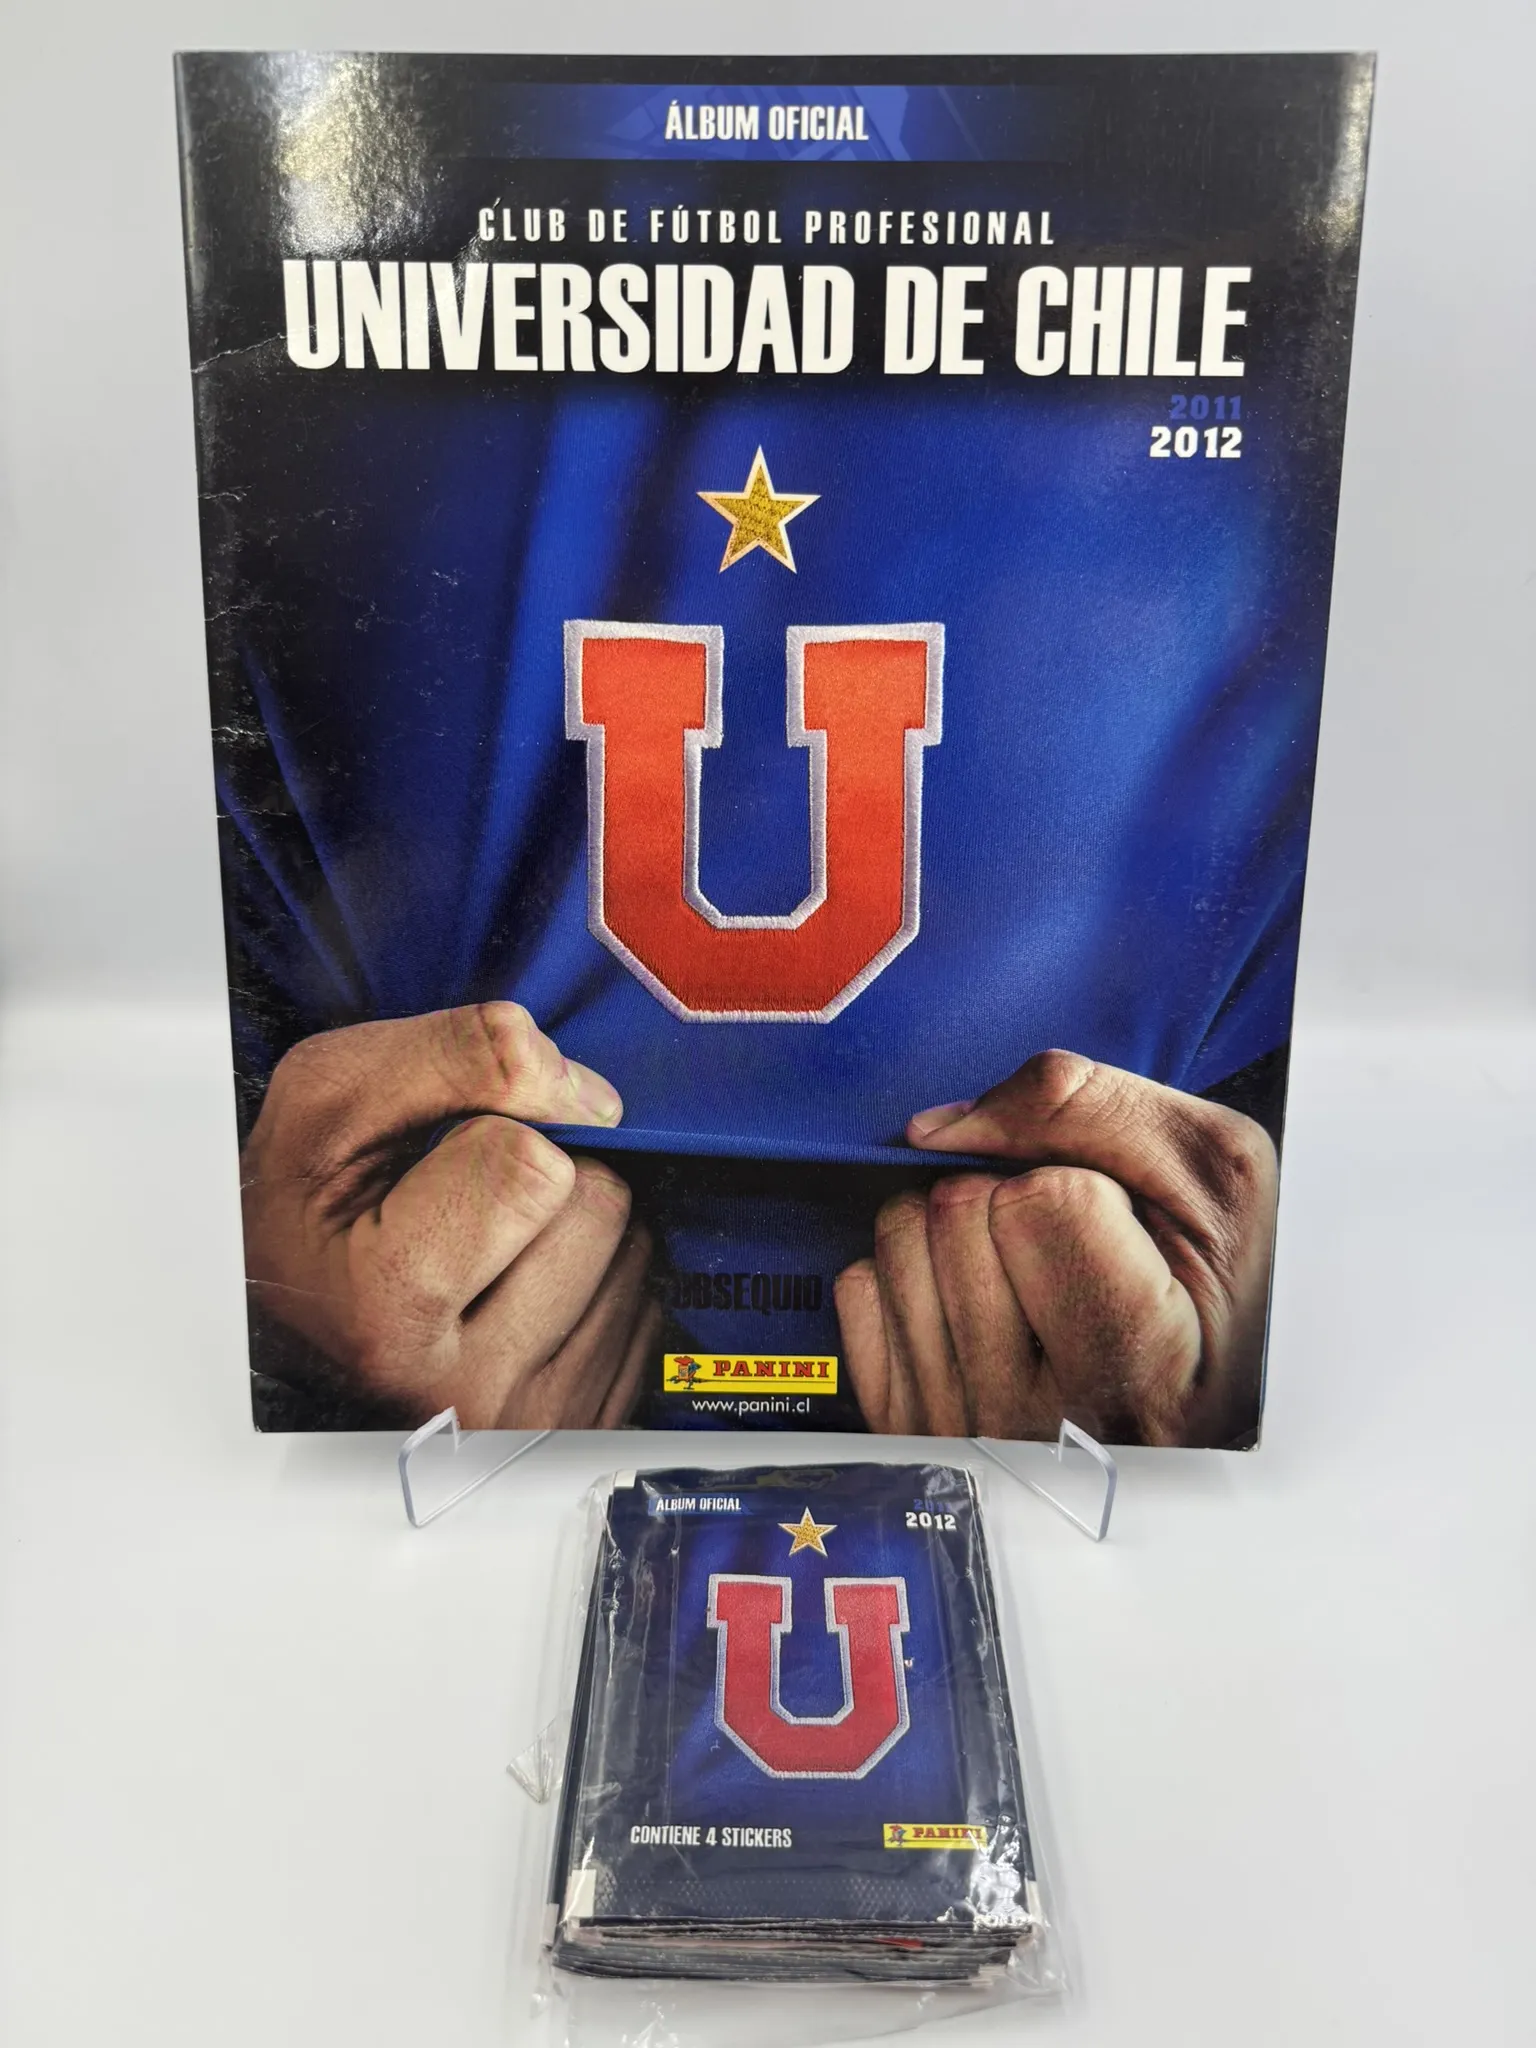 ÁLBUM OFICIAL
CLUB DE FÚTBOL PROFESIONAL
UNIVERSIDAD DE CHILE
2011
2012
U
OBSEQUIO
PANINI
www.panini.cl
ÁLBUM OFICIAL
2011
2012
U
CONTIENE 4 STICKERS
PANINI